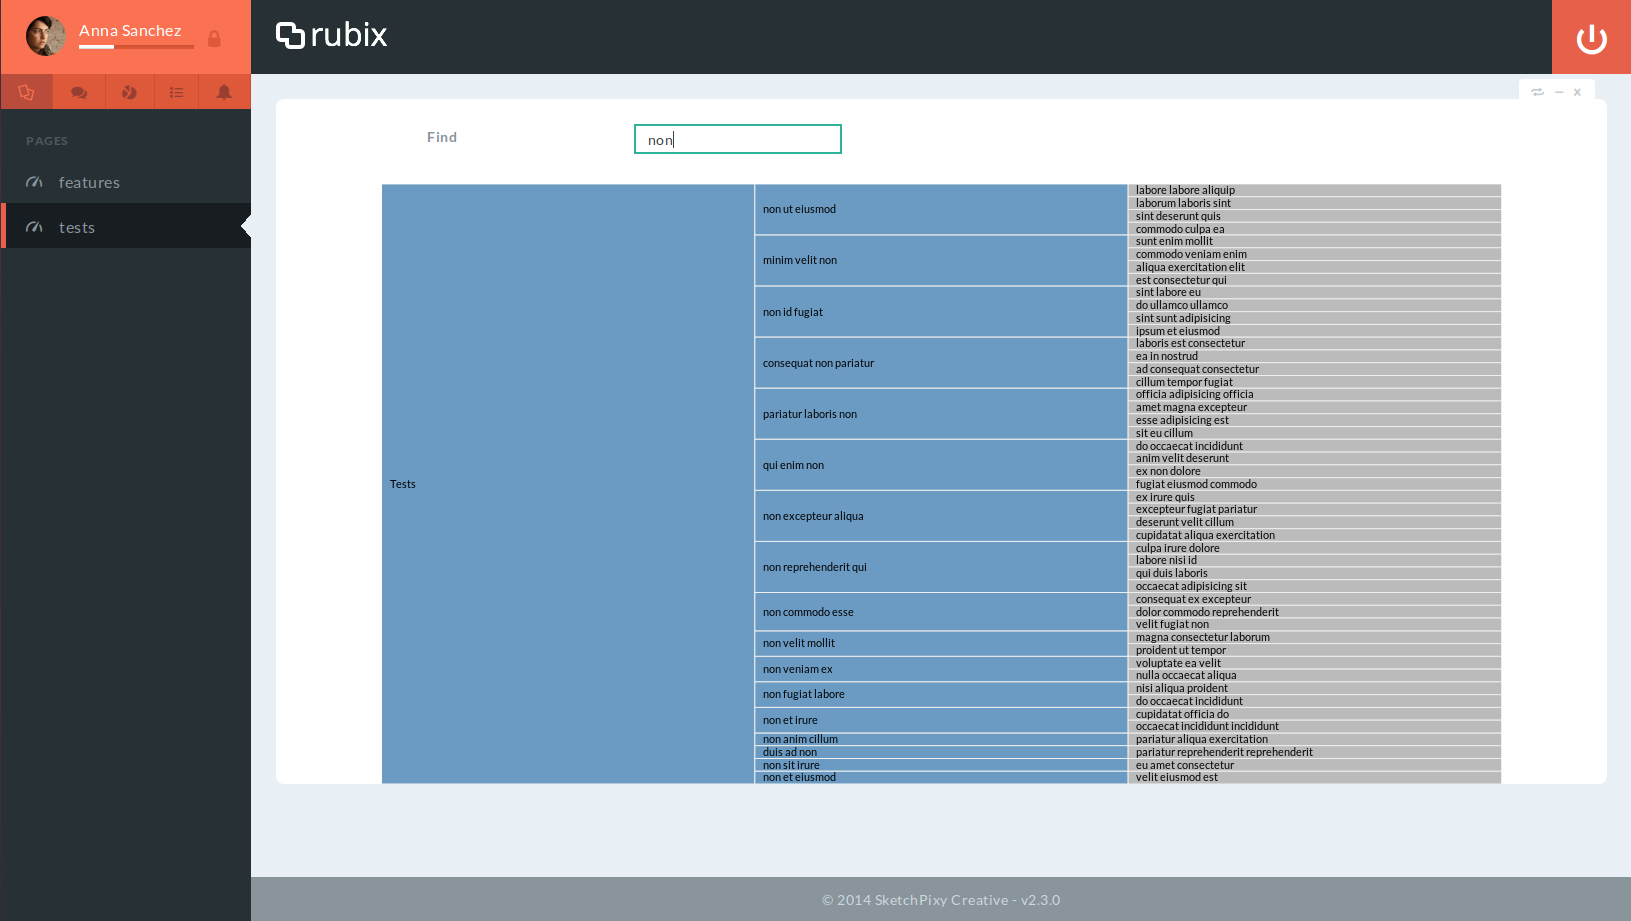 Anna Sanchez
rubix
PAGES
features
tests
Find
non
Tests
non ut eiusmod
labore labore aliquip
laborum laboris sint
sint deserunt quis
commodo culpa ea
minim velit non
sunt enim mollit
commodo veniam enim
aliqua exercitation elit
est consectetur qui
non id fugiat
sint labore eu
do ullamco ullamco
sint sunt adipisicing
ipsum et eiusmod
consequat non pariatur
laboris est consectetur
ea in nostrud
ad consequat consectetur
cillum tempor fugiat
pariatur laboris non
officia adipisicing officia
amet magna excepteur
esse adipisicing est
sit eu cillum
qui enim non
do occaecat incididunt
anim velit deserunt
ex non dolore
fugiat eiusmod commodo
non excepteur aliqua
ex irure quis
excepteur fugiat pariatur
deserunt velit cillum
cupidatat aliqua exercitation
non reprehenderit qui
culpa irure dolore
labore nisi id
qui duis laboris
occaecat adipisicing sit
non commodo esse
consequat ex excepteur
dolor commodo reprehenderit
velit fugiat non
non velit mollit
magna consectetur laborum
proident ut tempor
non veniam ex
voluptate ea velit
nulla occaecat aliqua
non fugiat labore
nisi aliqua proident
do occaecat incididunt
non et irure
cupidatat officia do
occaecat incididunt incididunt
non anim cillum
pariatur aliqua exercitation
duis ad non
pariatur reprehenderit reprehenderit
non sit irure
eu amet consectetur
non et eiusmod
velit eiusmod est
© 2014 SketchPixy Creative - v2.3.0